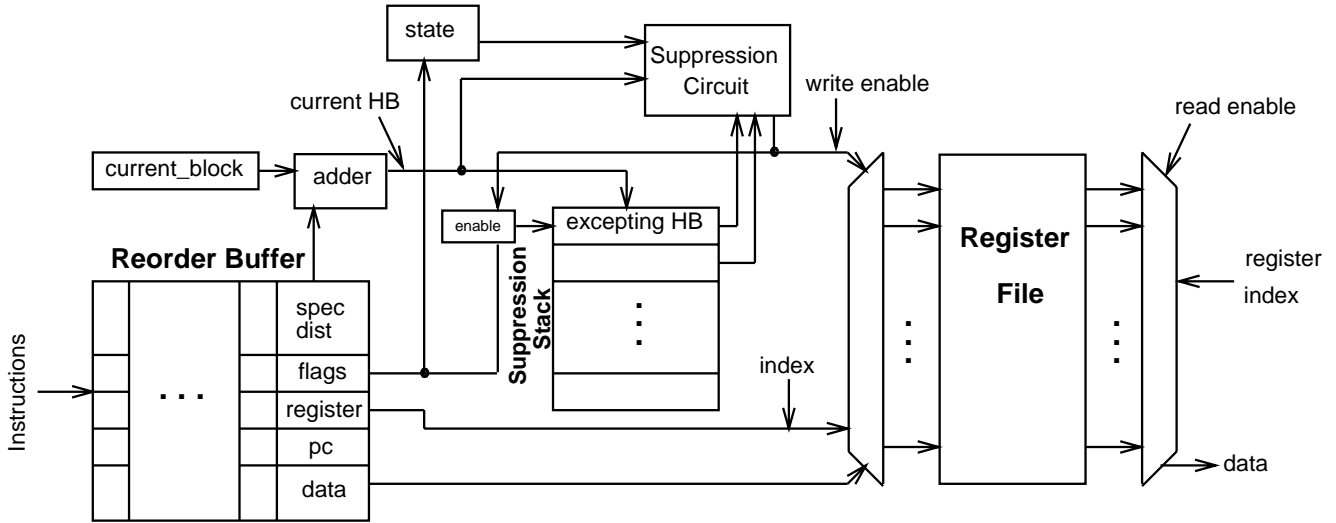 state
Suppression
Circuit
write enable
read enable
current HB
current_block
adder
enable
excepting HB
Reorder Buffer
Suppression
Stack
Register
File
register
index
spec
dist
flags
register
pc
data
Instructions
. . .
index
data